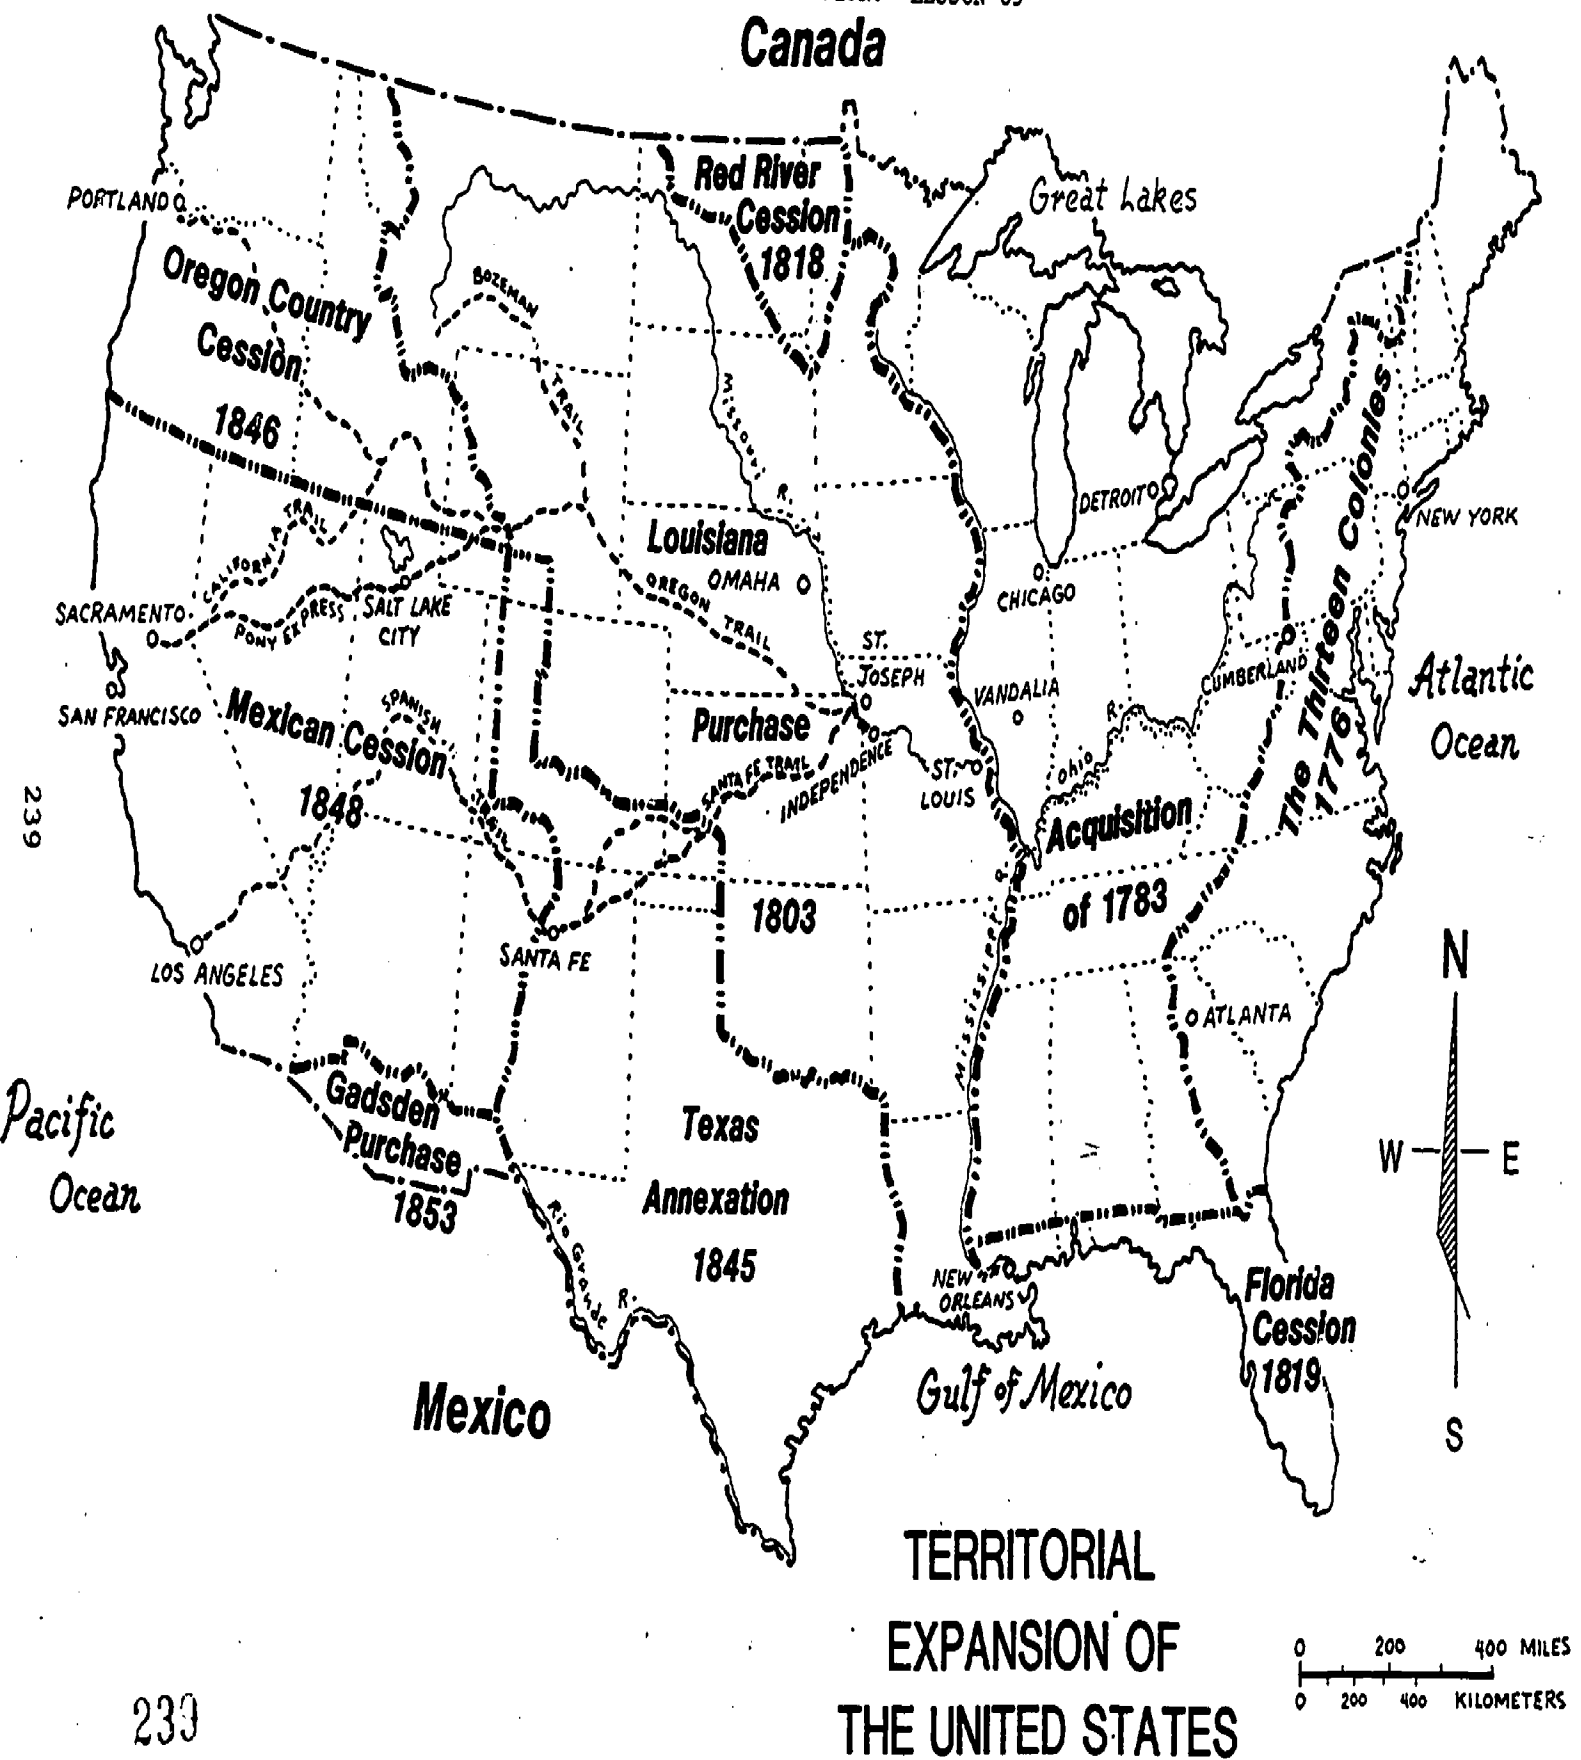 Canada
Red River
Cession
1818
Great Lakes
PORTLAND
Oregon Country
Cession
1846
BOZEMAN
TRAIL
MISSOURI
R.
DETROIT
NEW YORK
The Thirteen Colonies
1776
Louisiana
OMAHA
CHICAGO
CALIFORNIA TRAIL
OREGON TRAIL
SACRAMENTO
PONY EXPRESS
SALT LAKE
CITY
ST.
JOSEPH
CUMBERLAND
Atlantic
Ocean
SAN FRANCISCO
Mexican Cession
1848
SPANISH
TRAIL
Purchase
VANDALIA
SANTA FE TRAIL
INDEPENDENCE
ST.
LOUIS
Ohio
R.
239
Acquisition
of 1783
1803
SANTA FE
LOS ANGELES
MISSISSIPPI
R.
ATLANTA
N
W
E
S
Pacific
Ocean
Gadsden
Purchase
1853
Texas
Annexation
1845
Rio Grande
R.
NEW
ORLEANS
Florida
Cession
1819
Gulf of Mexico
Mexico
TERRITORIAL
EXPANSION OF
THE UNITED STATES
0 200 400 MILES
0 200 400 KILOMETERS
239